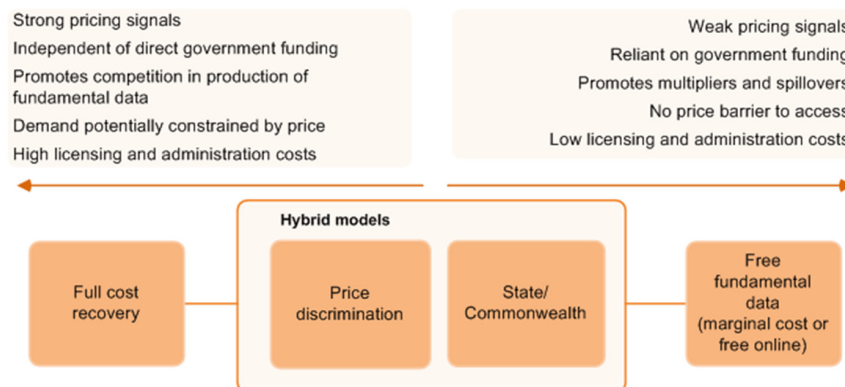 Strong pricing signals
Independent of direct government funding
Promotes competition in production of
fundamental data
Demand potentially constrained by price
High licensing and administration costs
Weak pricing signals
Reliant on government funding
Promotes multipliers and spillovers
No price barrier to access
Low licensing and administration costs
Hybrid models
Full cost
recovery
Price
discrimination
State/
Commonwealth
Free
fundamental
data
(marginal cost or
free online)